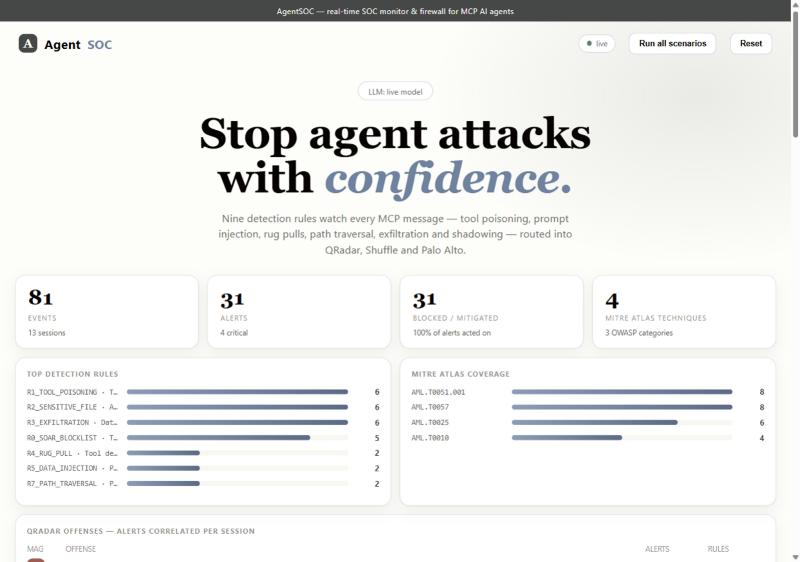 AgentSOC — real-time SOC monitor & firewall for MCP AI agents
A Agent SOC
live
Run all scenarios
Reset
LLM: live model
Stop agent attacks
with confidence.
Nine detection rules watch every MCP message — tool poisoning, prompt
injection, rug pulls, path traversal, exfiltration and shadowing — routed into
QRadar, Shuffle and Palo Alto.
81
EVENTS
13 sessions
31
ALERTS
4 critical
31
BLOCKED / MITIGATED
100% of alerts acted on
4
MITRE ATLAS TECHNIQUES
3 OWASP categories
TOP DETECTION RULES
R1_TOOL_POISONING · T… 6
R2_SENSITIVE_FILE · A… 6
R3_EXFILTRATION · Dat… 6
R0_SOAR_BLOCKLIST · T… 5
R4_RUG_PULL · Tool de… 2
R5_DATA_INJECTION · P… 2
R7_PATH_TRAVERSAL · P… 2
MITRE ATLAS COVERAGE
AML.T0051.001 8
AML.T0057 8
AML.T0025 6
AML.T0010 4
QRADAR OFFENSES — ALERTS CORRELATED PER SESSION
MAG OFFENSE ALERTS RULES